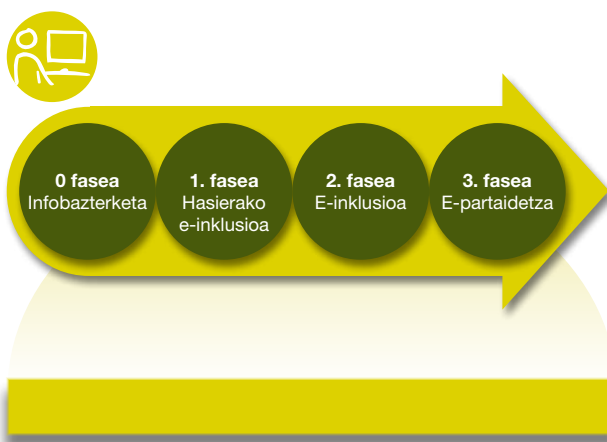 0 fasea
Infobazterketa
1. fasea
Hasierako
e-inklusioa
2. fasea
E-inklusioa
3. fasea
E-partaidetza